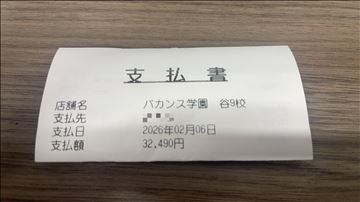 支払書
店舗名 バカンス学園 谷9校
支払先
支払日 2026年02月06日
支払額 32,490円